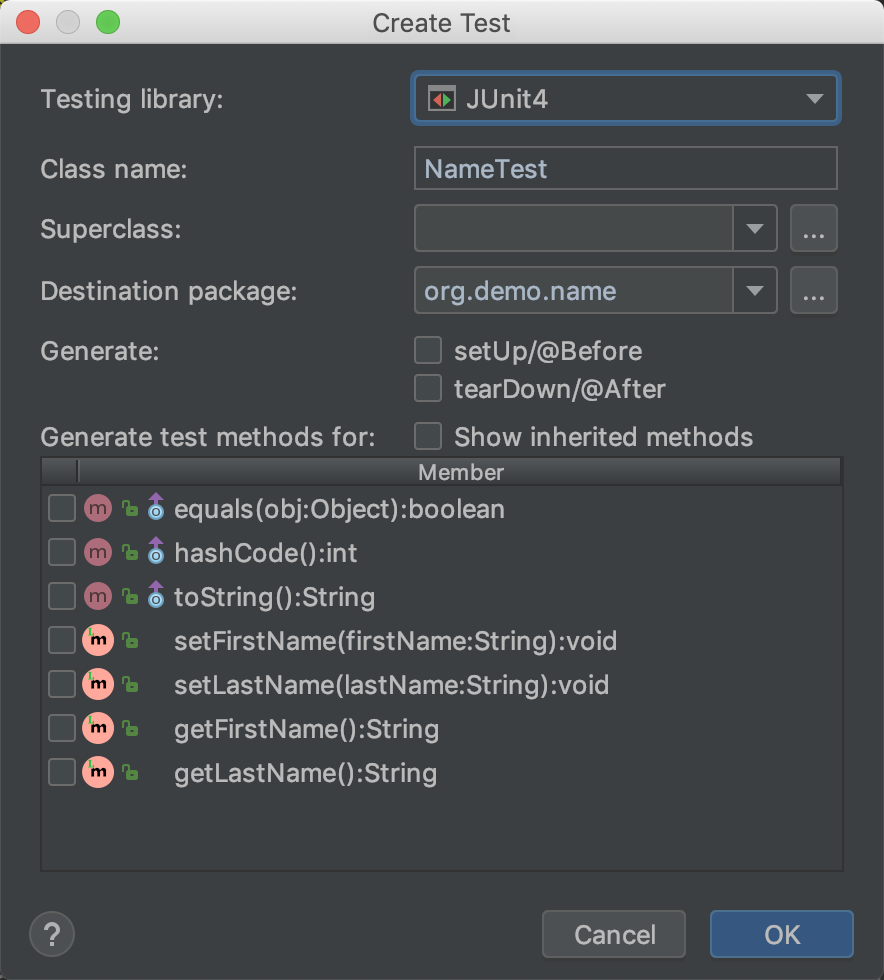 Create Test
Testing library: JUnit4
Class name: NameTest
Superclass: ...
Destination package: org.demo.name ...
Generate: setUp/@Before
tearDown/@After
Generate test methods for: Show inherited methods
Member
m equals(obj:Object):boolean
m hashCode():int
m toString():String
m setFirstName(firstName:String):void
m setLastName(lastName:String):void
m getFirstName():String
m getLastName():String
? Cancel OK